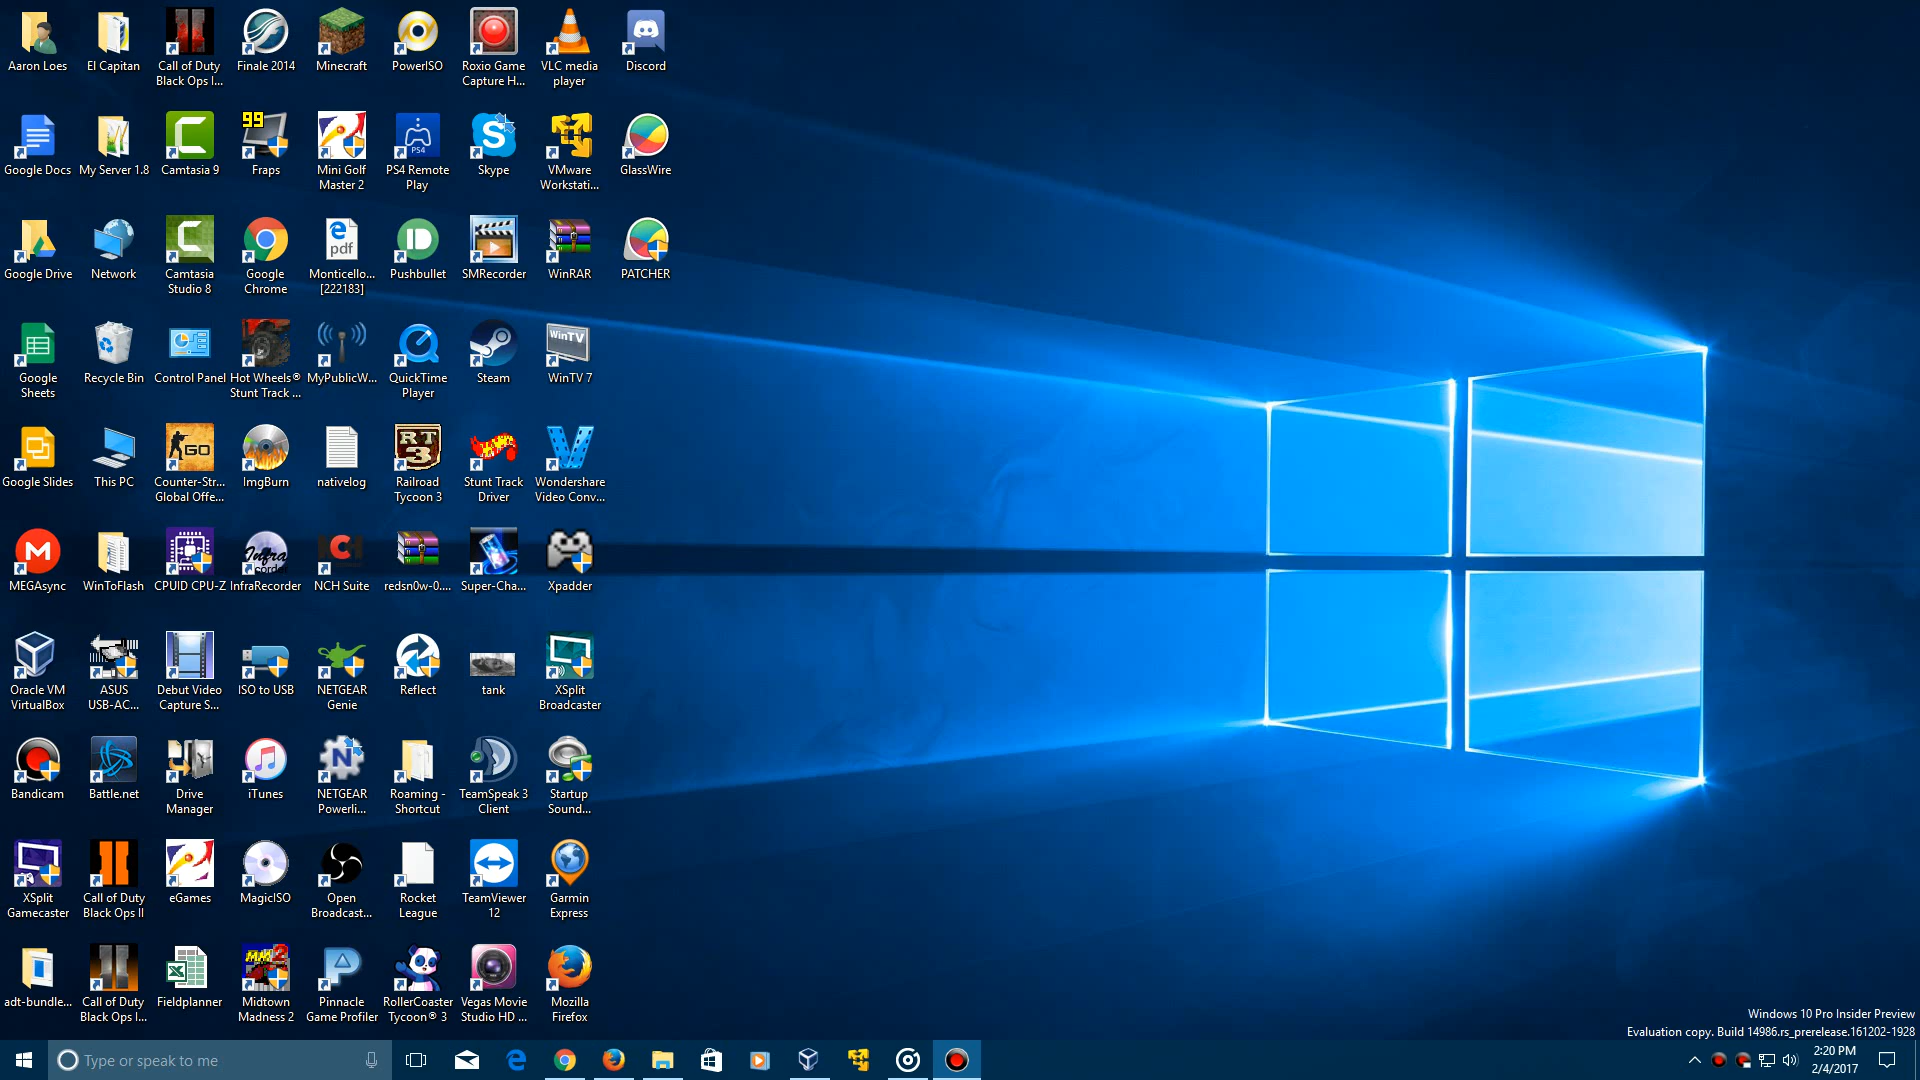 Aaron Loes
El Capitan
Call of Duty
Black Ops I...
Finale 2014
Minecraft
PowerISO
Roxio Game
Capture H...
VLC media
player
Discord
Google Docs
My Server 1.8
Camtasia 9
99
Fraps
Mini Golf
Master 2
PS4
PS4 Remote
Play
Skype
VMware
Workstati...
GlassWire
Google Drive
Network
Camtasia
Studio 8
Google
Chrome
pdf
Monticello...
[222183]
Pushbullet
SMRecorder
WinRAR
PATCHER
Google
Sheets
Recycle Bin
Control Panel
Hot Wheels®
Stunt Track ...
MyPublicW...
QuickTime
Player
Steam
WinTV
WinTV 7
Google Slides
This PC
GO
Counter-Str...
Global Offe...
ImgBurn
nativelog
RT
3
Railroad
Tycoon 3
Stunt Track
Driver
Wondershare
Video Conv...
MEGAsync
WinToFlash
CPUID CPU-Z
InfraRecorder
NCH Suite
redsn0w-0....
Super-Cha...
Xpadder
Oracle VM
VirtualBox
ASUS
USB-AC...
Debut Video
Capture S...
ISO to USB
NETGEAR
Genie
Reflect
tank
XSplit
Broadcaster
Bandicam
Battle.net
Drive
Manager
iTunes
NETGEAR
Powerli...
Roaming -
Shortcut
TeamSpeak 3
Client
Startup
Sound...
XSplit
Gamecaster
Call of Duty
Black Ops II
eGames
MagicISO
Open
Broadcast...
Rocket
League
TeamViewer
12
Garmin
Express
adt-bundle...
Call of Duty
Black Ops I...
Fieldplanner
Midtown
Madness 2
Pinnacle
Game Profiler
RollerCoaster
Tycoon® 3
Vegas Movie
Studio HD ...
Mozilla
Firefox
Windows 10 Pro Insider Preview
Evaluation copy. Build 14986.rs_prerelease.161202-1928
Type or speak to me
2:20 PM
2/4/2017